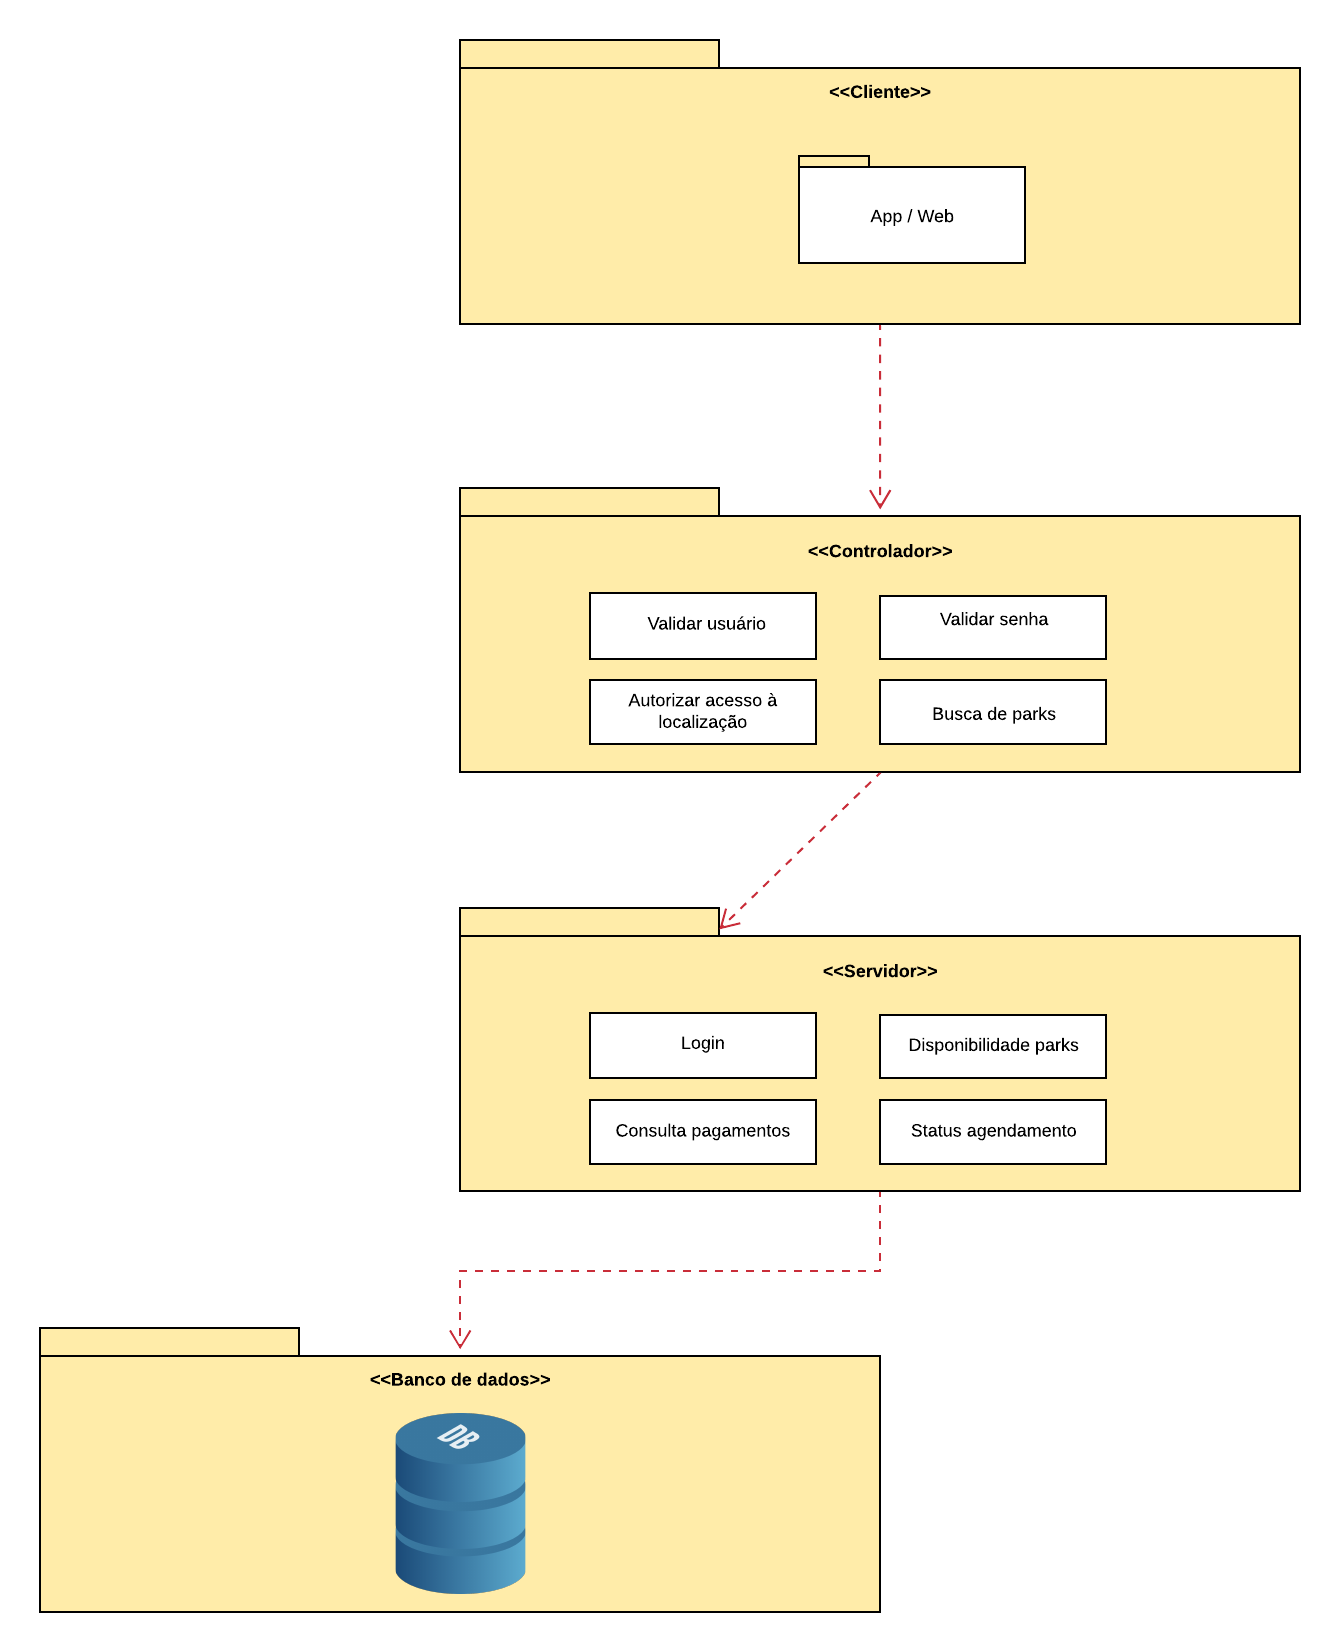 <<Cliente>>
App / Web
<<Controlador>>
Validar usuário
Validar senha
Autorizar acesso à
localização
Busca de parks
<<Servidor>>
Login
Disponibilidade parks
Consulta pagamentos
Status agendamento
<<Banco de dados>>
DB